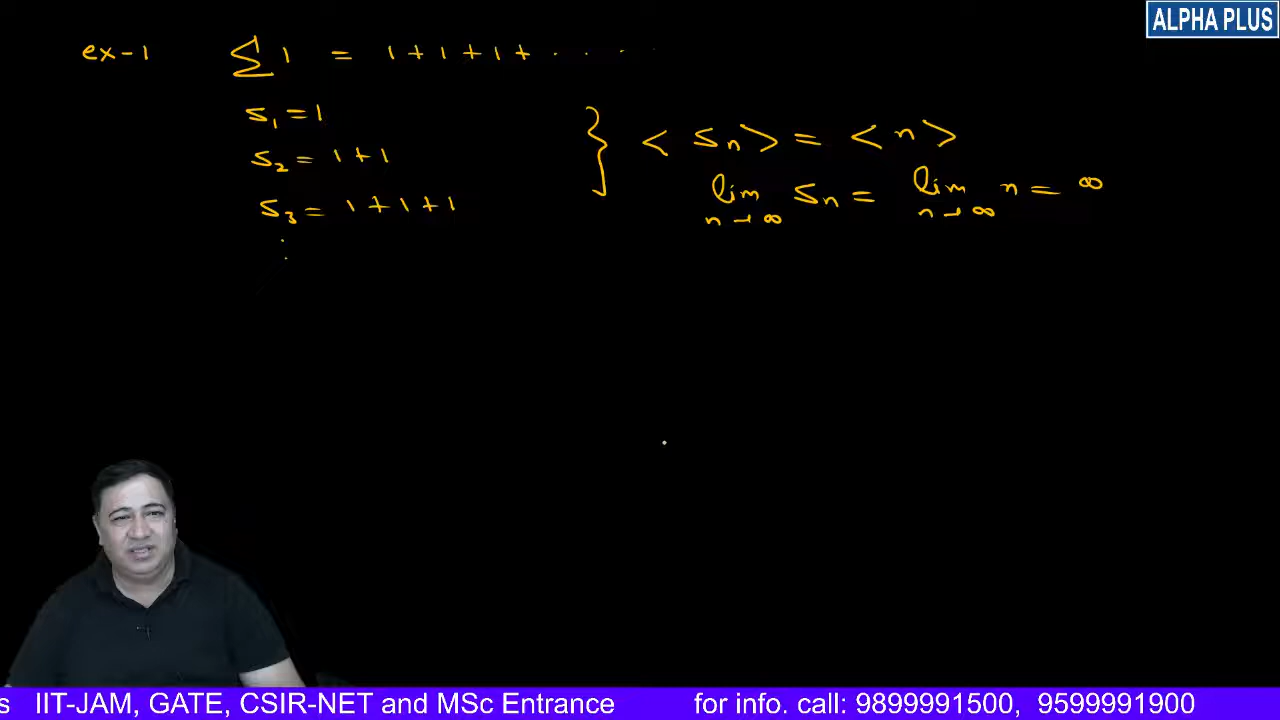 ALPHA PLUS
ex-1 ∑ 1 = 1 + 1 + 1 + . . . .
S₁ = 1
S₂ = 1 + 1
S₃ = 1 + 1 + 1
⋮
} < Sₙ > = < n >
lim n→∞ Sₙ = lim n→∞ n = ∞
s IIT-JAM, GATE, CSIR-NET and MSc Entrance for info. call: 9899991500, 9599991900